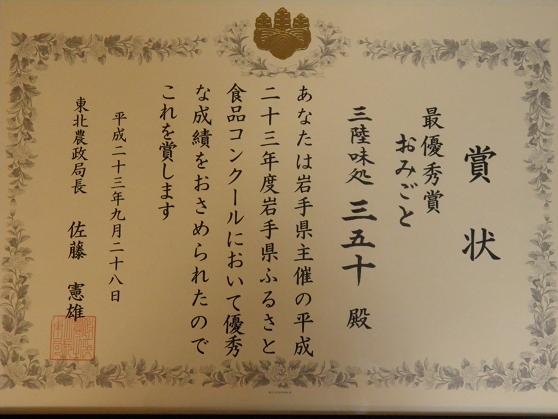 賞状
最優秀賞
おみごと
三陸味処 三五十 殿
あなたは岩手県主催の平成
二十三年度岩手県ふるさと
食品コンクールにおいて優秀
な成績をおさめられたので
これを賞します
平成二十三年九月二十八日
東北農政局長 佐藤 憲雄